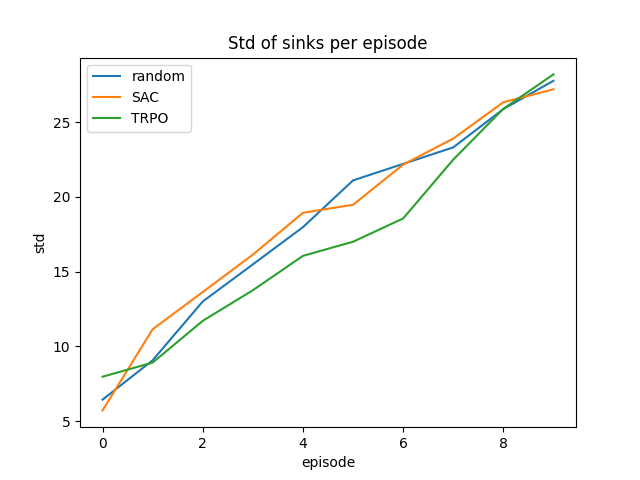 Std of sinks per episode
random
SAC
TRPO
std
25
20
15
10
5
0 2 4 6 8
episode